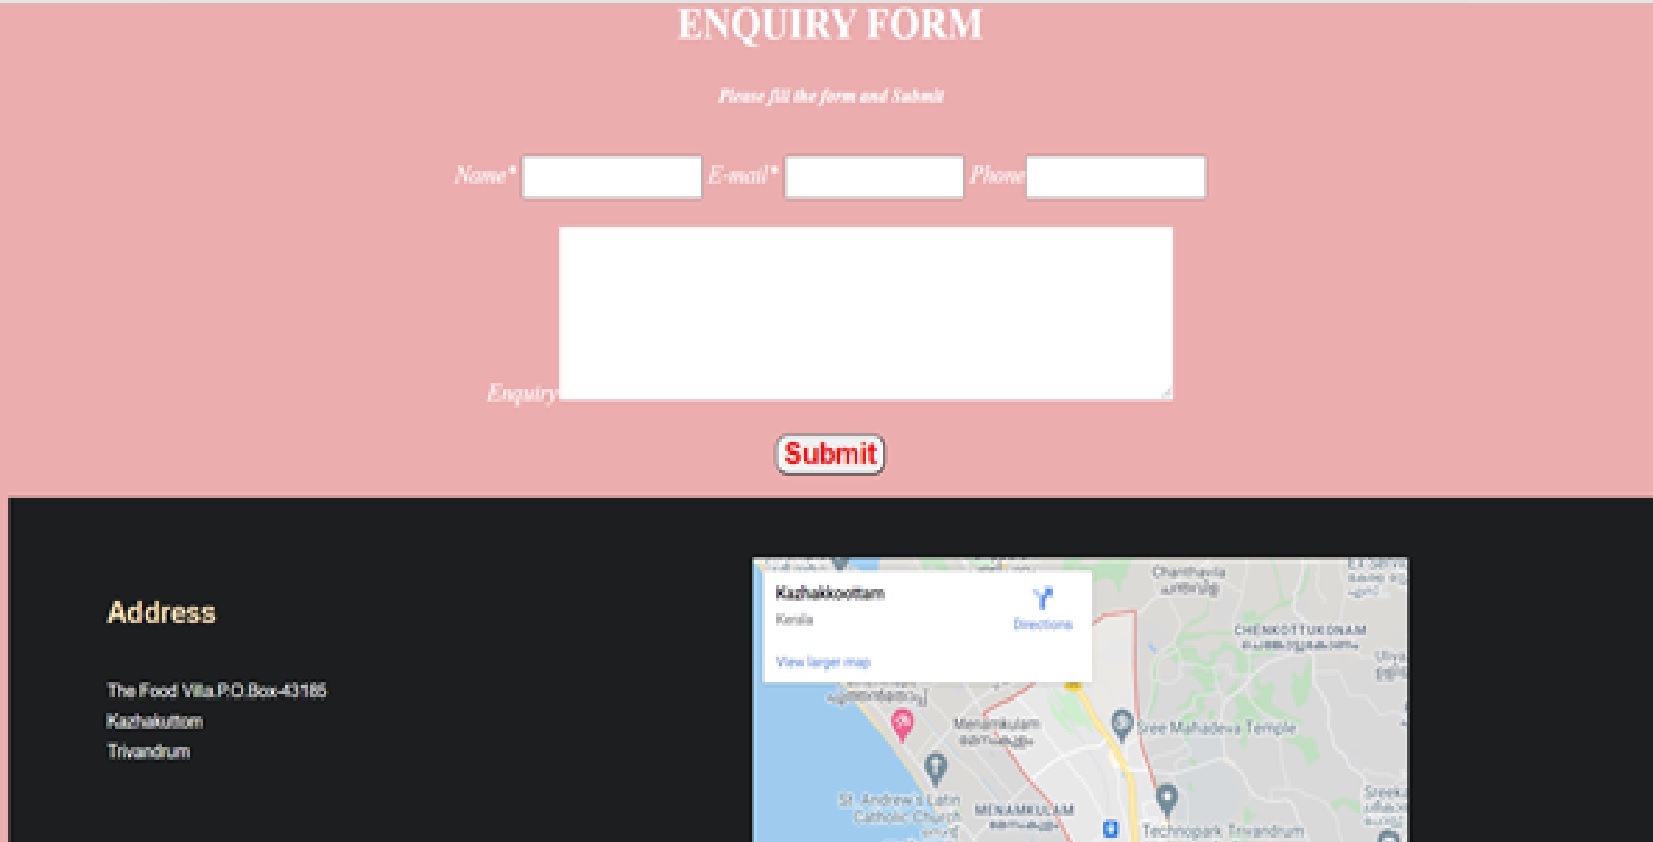 ENQUIRY FORM
Please fill the form and Submit
Name* E-mail* Phone
Enquiry
Submit
Address
The Food Villa.P.O.Box-43185
Kazhakuttom
Trivandrum
Kazhakkoottam
Kerala
Directions
View larger map
Chanthavila
CHENKOTTUKONAM
Menamkulam
Sree Mahadeva Temple
St. Andrew's Latin
Catholic Church
MENAMKULAM
Technopark Trivandrum